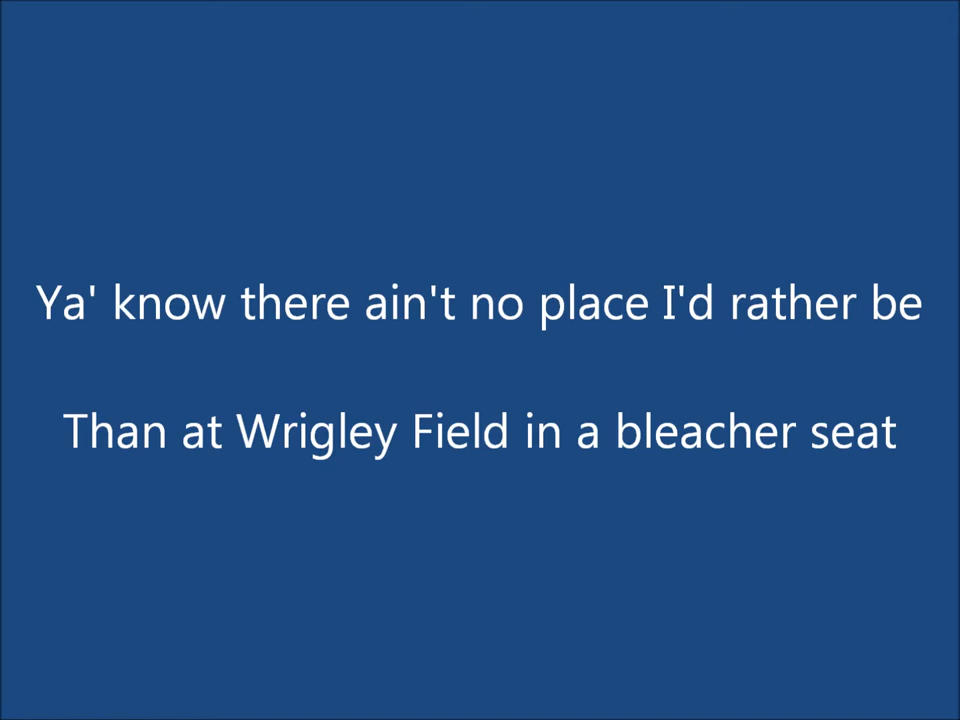 Ya' know there ain't no place I'd rather be
Than at Wrigley Field in a bleacher seat